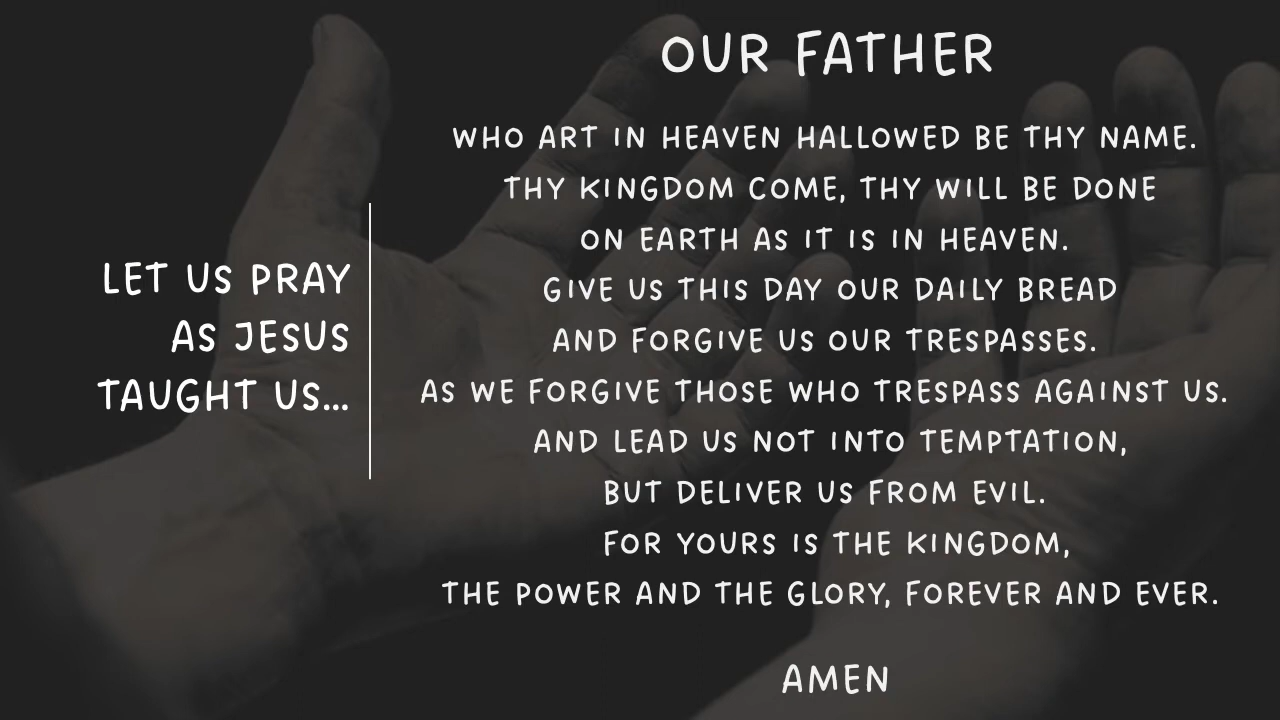 LET US PRAY
AS JESUS
TAUGHT US...
OUR FATHER
WHO ART IN HEAVEN HALLOWED BE THY NAME.
THY KINGDOM COME, THY WILL BE DONE
ON EARTH AS IT IS IN HEAVEN.
GIVE US THIS DAY OUR DAILY BREAD
AND FORGIVE US OUR TRESPASSES.
AS WE FORGIVE THOSE WHO TRESPASS AGAINST US.
AND LEAD US NOT INTO TEMPTATION,
BUT DELIVER US FROM EVIL.
FOR YOURS IS THE KINGDOM,
THE POWER AND THE GLORY, FOREVER AND EVER.
AMEN